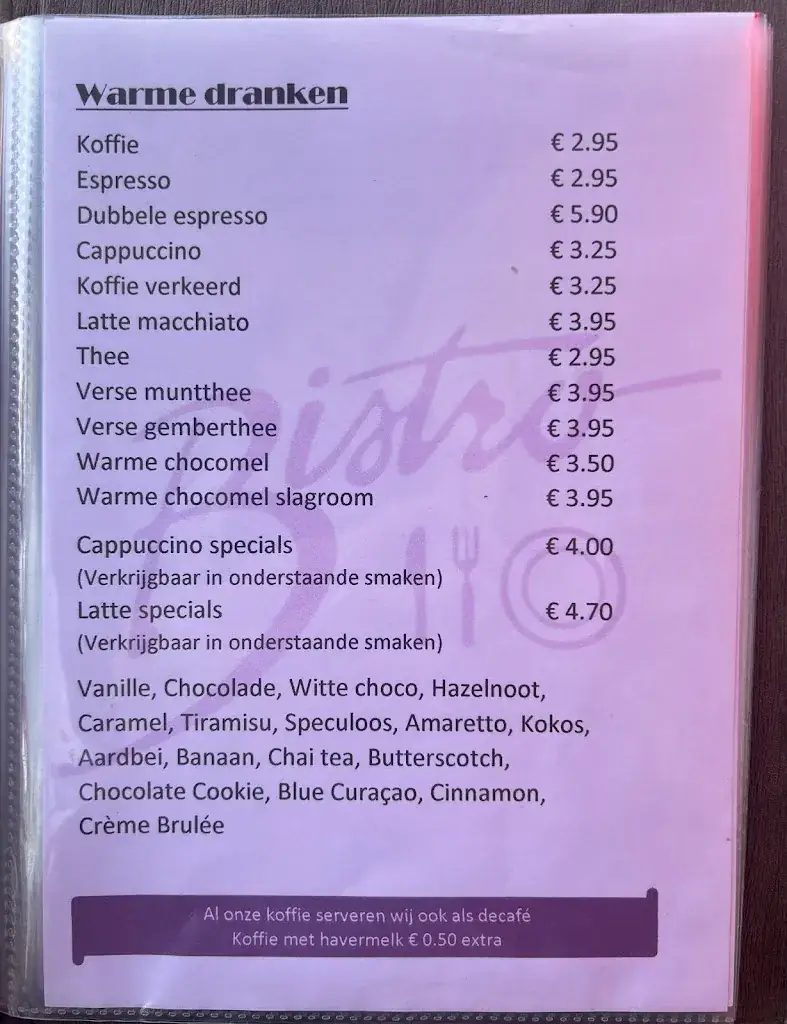 Warme dranken
Koffie € 2.95
Espresso € 2.95
Dubbele espresso € 5.90
Cappuccino € 3.25
Koffie verkeerd € 3.25
Latte macchiato € 3.95
Thee € 2.95
Verse muntthee € 3.95
Verse gemberthee € 3.95
Warme chocomel € 3.50
Warme chocomel slagroom € 3.95
Cappuccino specials € 4.00
(Verkrijgbaar in onderstaande smaken)
Latte specials € 4.70
(Verkrijgbaar in onderstaande smaken)
Vanille, Chocolade, Witte choco, Hazelnoot,
Caramel, Tiramisu, Speculoos, Amaretto, Kokos,
Aardbei, Banaan, Chai tea, Butterscotch,
Chocolate Cookie, Blue Curaçao, Cinnamon,
Crème Brulée
Bistro
Al onze koffie serveren wij ook als decafé
Koffie met havermelk € 0.50 extra